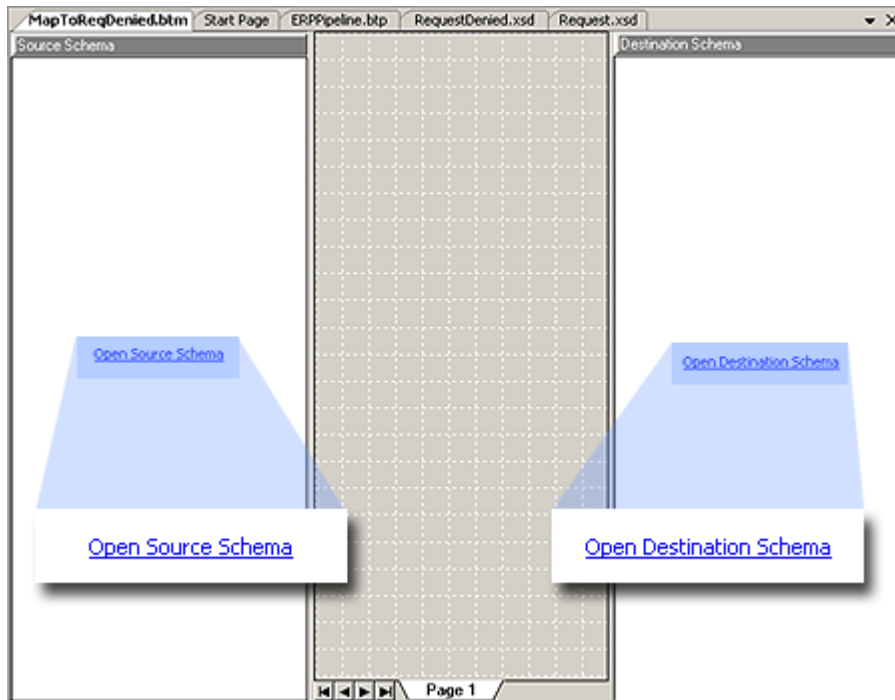 MapToReqDenied.btm Start Page ERPPipeline.btp RequestDenied.xsd Request.xsd
Source Schema Destination Schema
Open Source Schema Open Destination Schema
Open Source Schema Open Destination Schema
Page 1